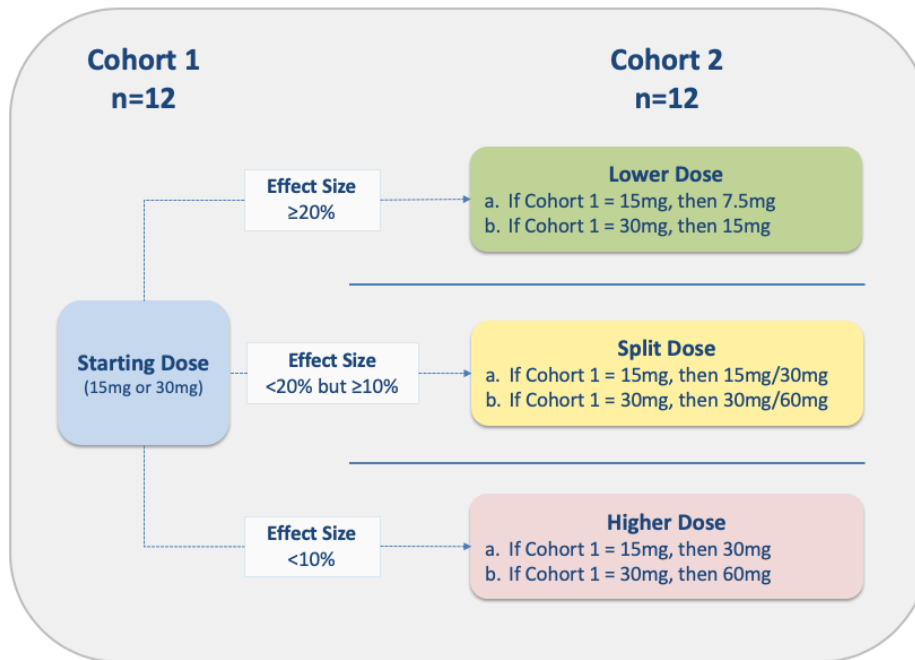 Cohort 1
n=12
Cohort 2
n=12
Effect Size
≥20%
Lower Dose
a. If Cohort 1 = 15mg, then 7.5mg
b. If Cohort 1 = 30mg, then 15mg
Starting Dose
(15mg or 30mg)
Effect Size
<20% but ≥10%
Split Dose
a. If Cohort 1 = 15mg, then 15mg/30mg
b. If Cohort 1 = 30mg, then 30mg/60mg
Effect Size
<10%
Higher Dose
a. If Cohort 1 = 15mg, then 30mg
b. If Cohort 1 = 30mg, then 60mg